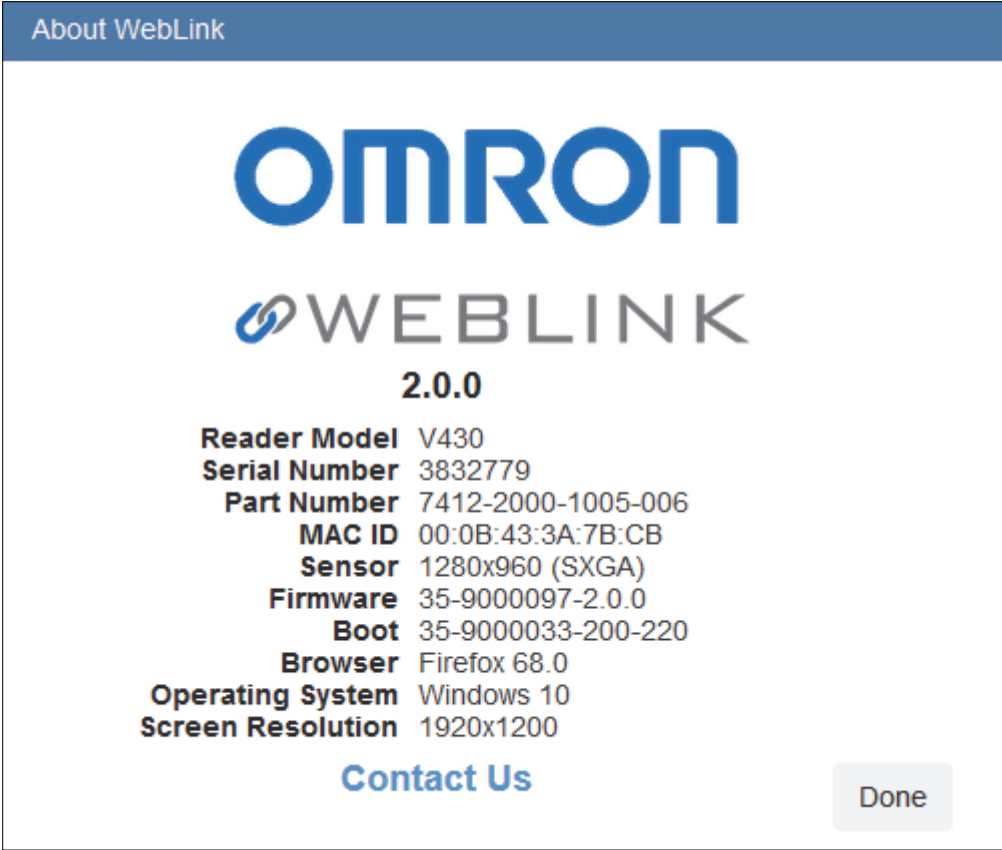 About WebLink
OMRON
WEBLINK
2.0.0
Reader Model V430
Serial Number 3832779
Part Number 7412-2000-1005-006
MAC ID 00:0B:43:3A:7B:CB
Sensor 1280x960 (SXGA)
Firmware 35-9000097-2.0.0
Boot 35-9000033-200-220
Browser Firefox 68.0
Operating System Windows 10
Screen Resolution 1920x1200
Contact Us
Done